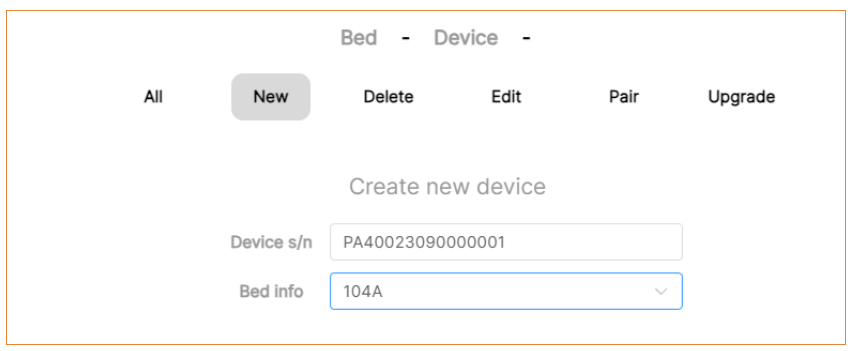 Bed - Device -
All New Delete Edit Pair Upgrade
Create new device
Device s/n PA40023090000001
Bed info 104A